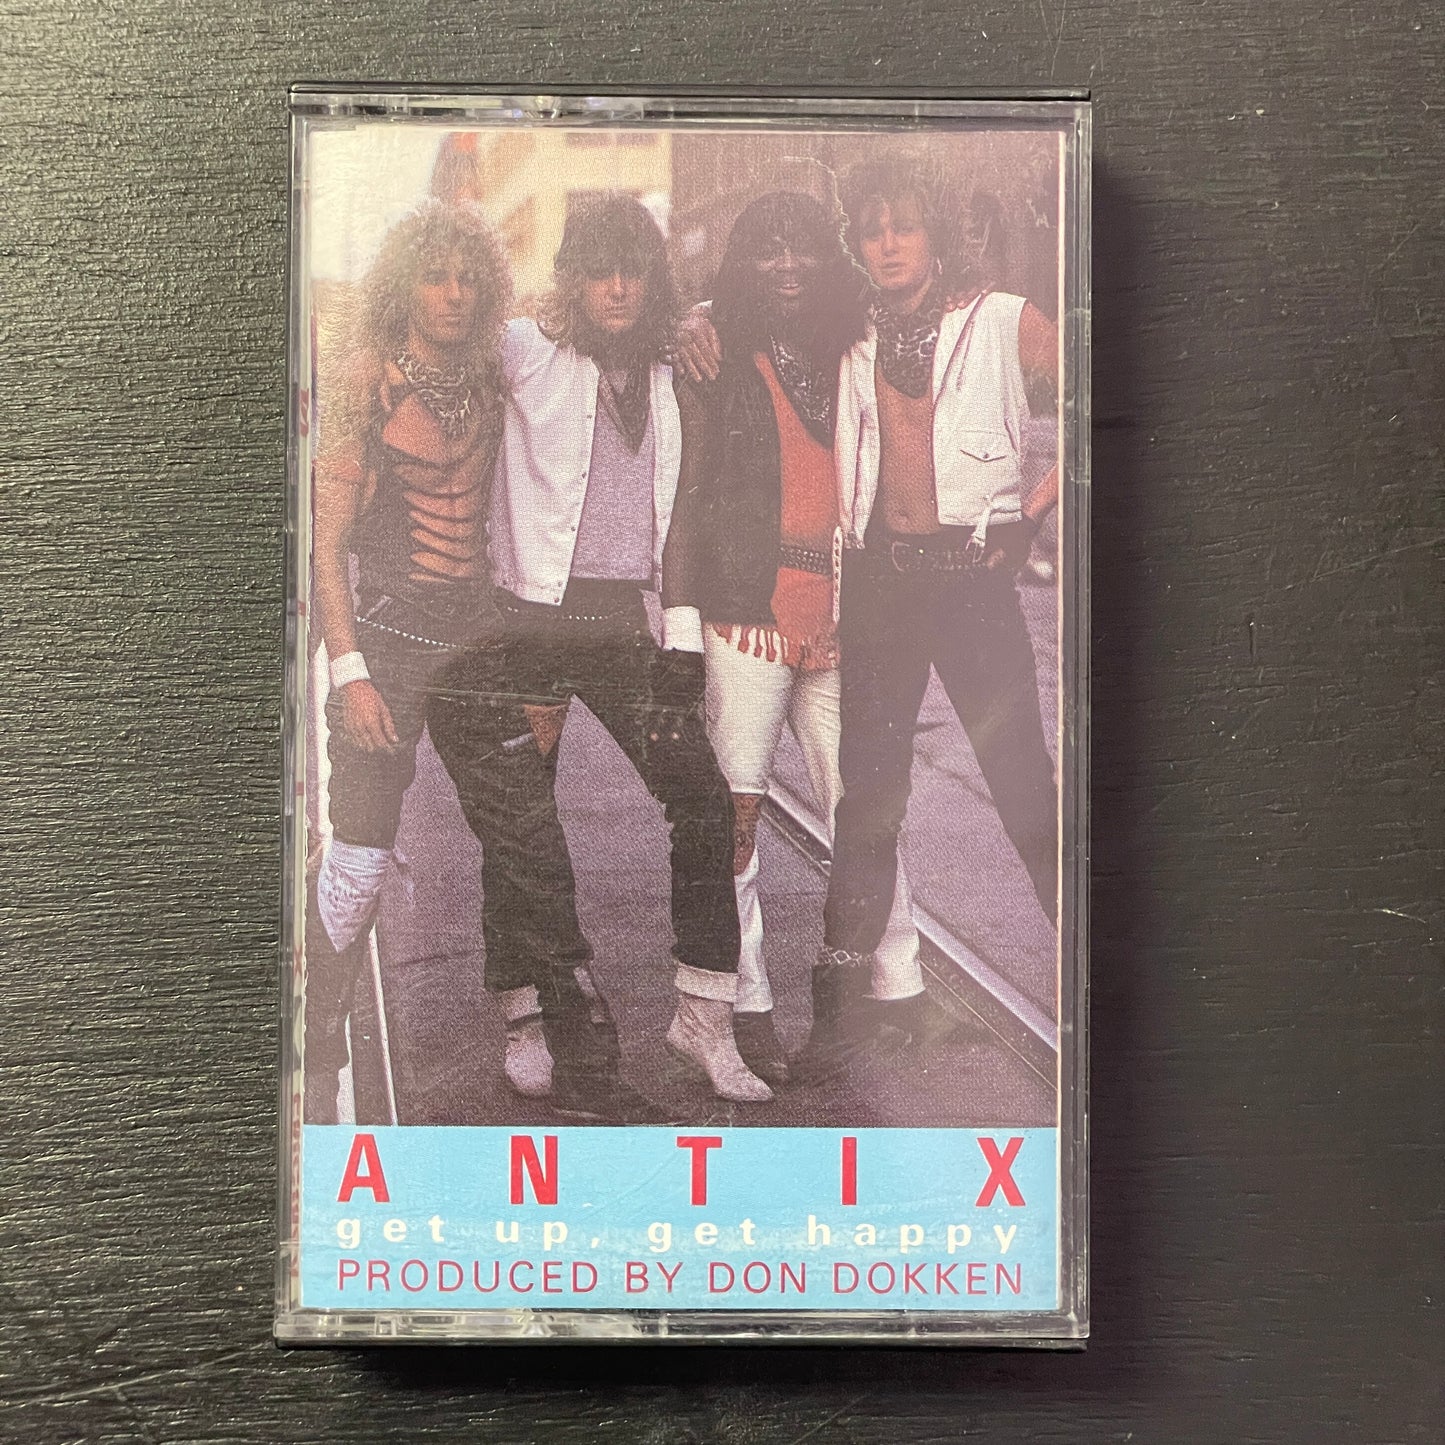 ANTIX
get up, get happy
PRODUCED BY DON DOKKEN